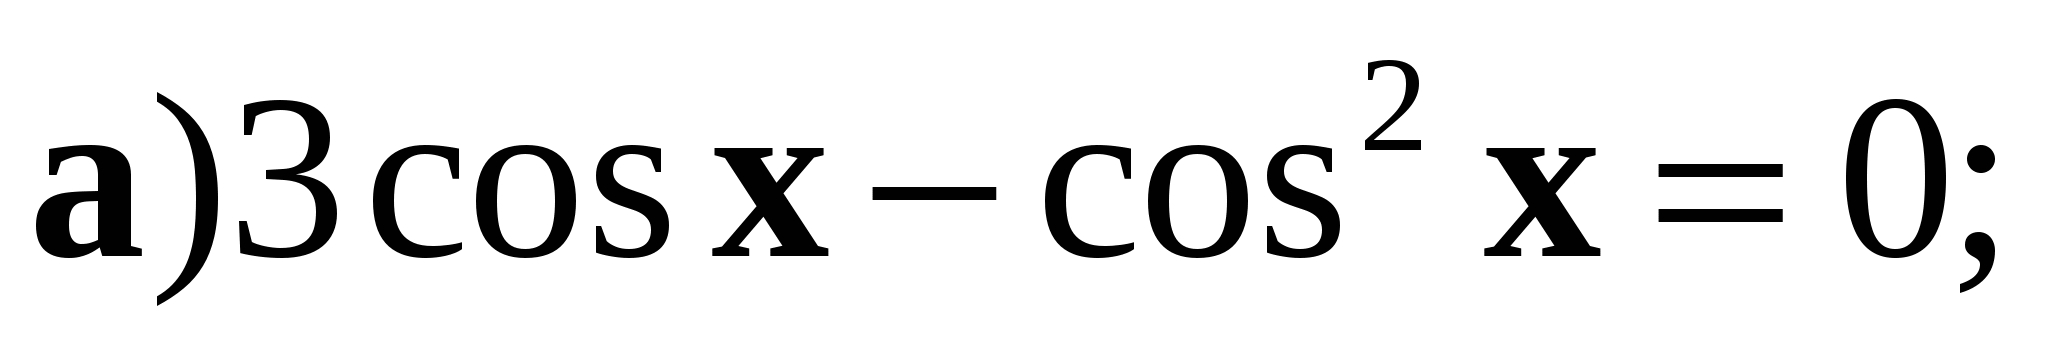 а)3cos x − cos² x = 0;